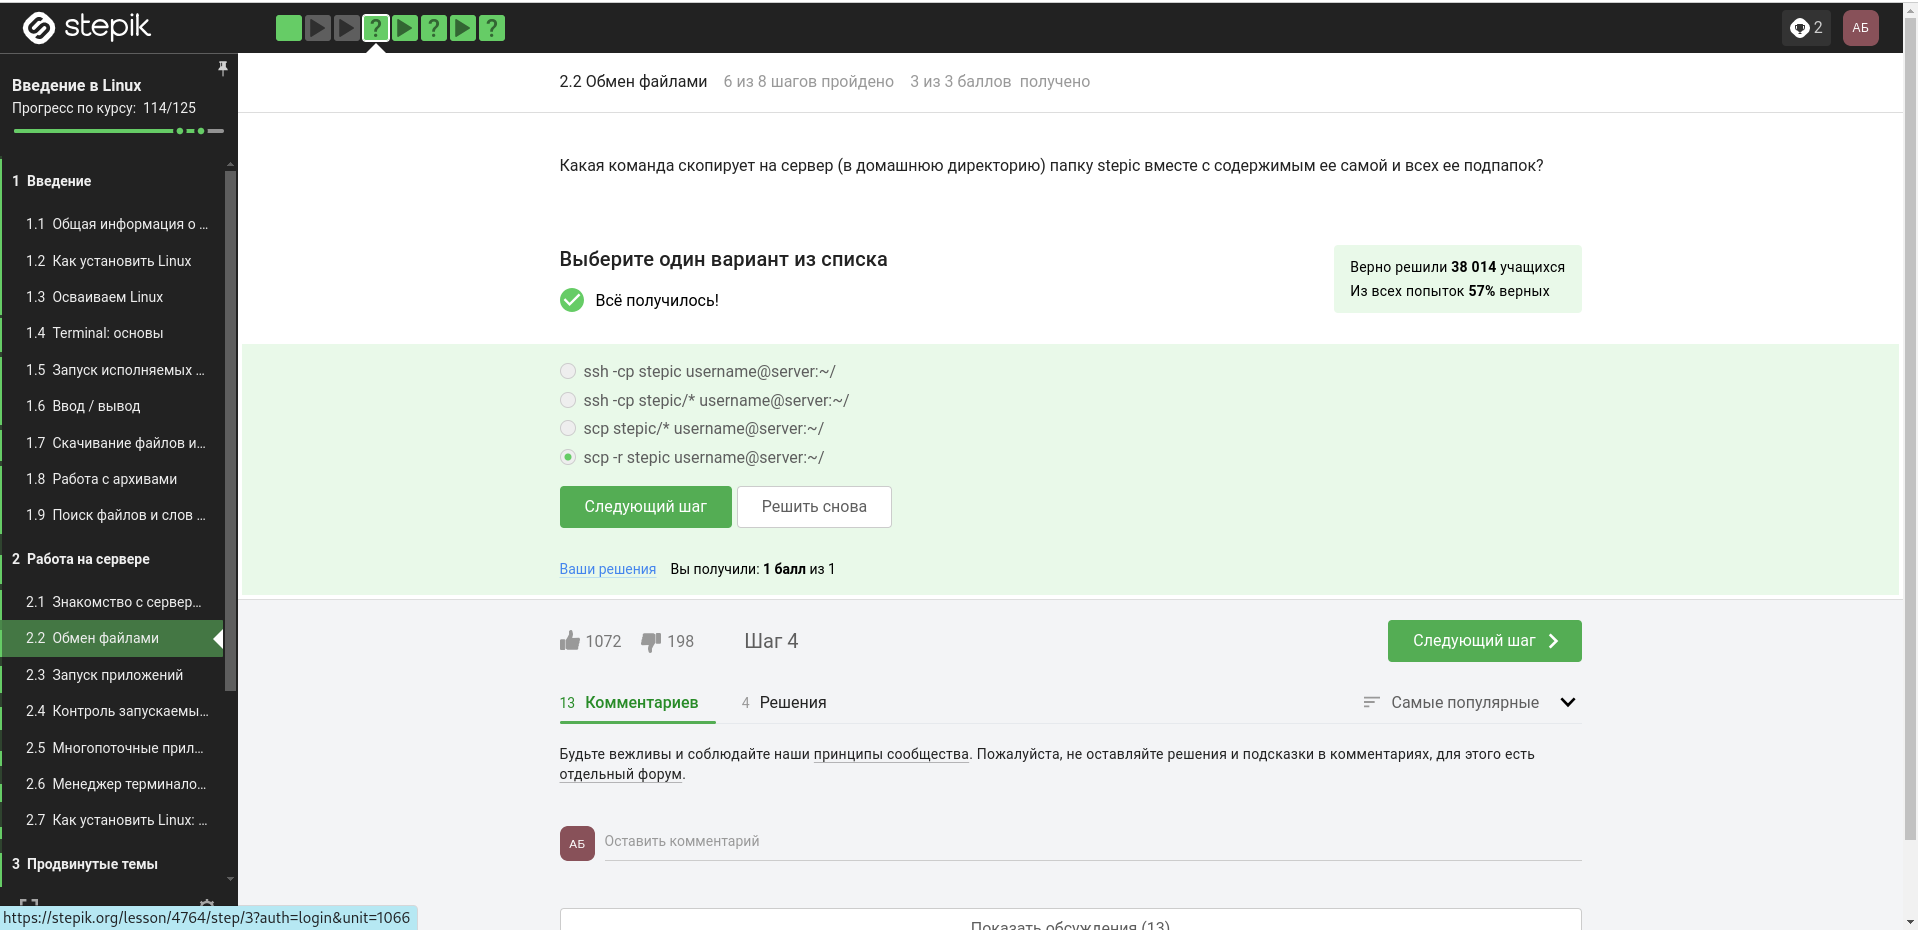 stepik
2
АБ
Введение в Linux
Прогресс по курсу: 114/125
1 Введение
1.1 Общая информация о ...
1.2 Как установить Linux
1.3 Осваиваем Linux
1.4 Terminal: основы
1.5 Запуск исполняемых ...
1.6 Ввод / вывод
1.7 Скачивание файлов и...
1.8 Работа с архивами
1.9 Поиск файлов и слов ...
2 Работа на сервере
2.1 Знакомство с сервер...
2.2 Обмен файлами
2.3 Запуск приложений
2.4 Контроль запускаемы...
2.5 Многопоточные прил...
2.6 Менеджер терминало...
2.7 Как установить Linux: ...
3 Продвинутые темы
https://stepik.org/lesson/4764/step/3?auth=login&unit=1066
2.2 Обмен файлами 6 из 8 шагов пройдено 3 из 3 баллов получено
Какая команда скопирует на сервер (в домашнюю директорию) папку stepic вместе с содержимым ее самой и всех ее подпапок?
Выберите один вариант из списка
Всё получилось!
Верно решили 38 014 учащихся
Из всех попыток 57% верных
ssh -cp stepic username@server:~/
ssh -cp stepic/* username@server:~/
scp stepic/* username@server:~/
scp -r stepic username@server:~/
Следующий шаг Решить снова
Ваши решения Вы получили: 1 балл из 1
1072 198 Шаг 4 Следующий шаг
13 Комментариев 4 Решения Самые популярные
Будьте вежливы и соблюдайте наши принципы сообщества. Пожалуйста, не оставляйте решения и подсказки в комментариях, для этого есть
отдельный форум.
АБ Оставить комментарий
Показать обсуждения (13)